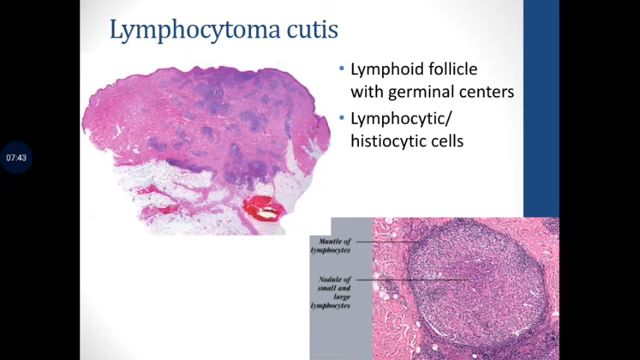 Lymphocytoma cutis
• Lymphoid follicle
with germinal centers
• Lymphocytic/
histiocytic cells
07:43
Mantle of
lymphocytes
Nodule of
small and
large
lymphocytes